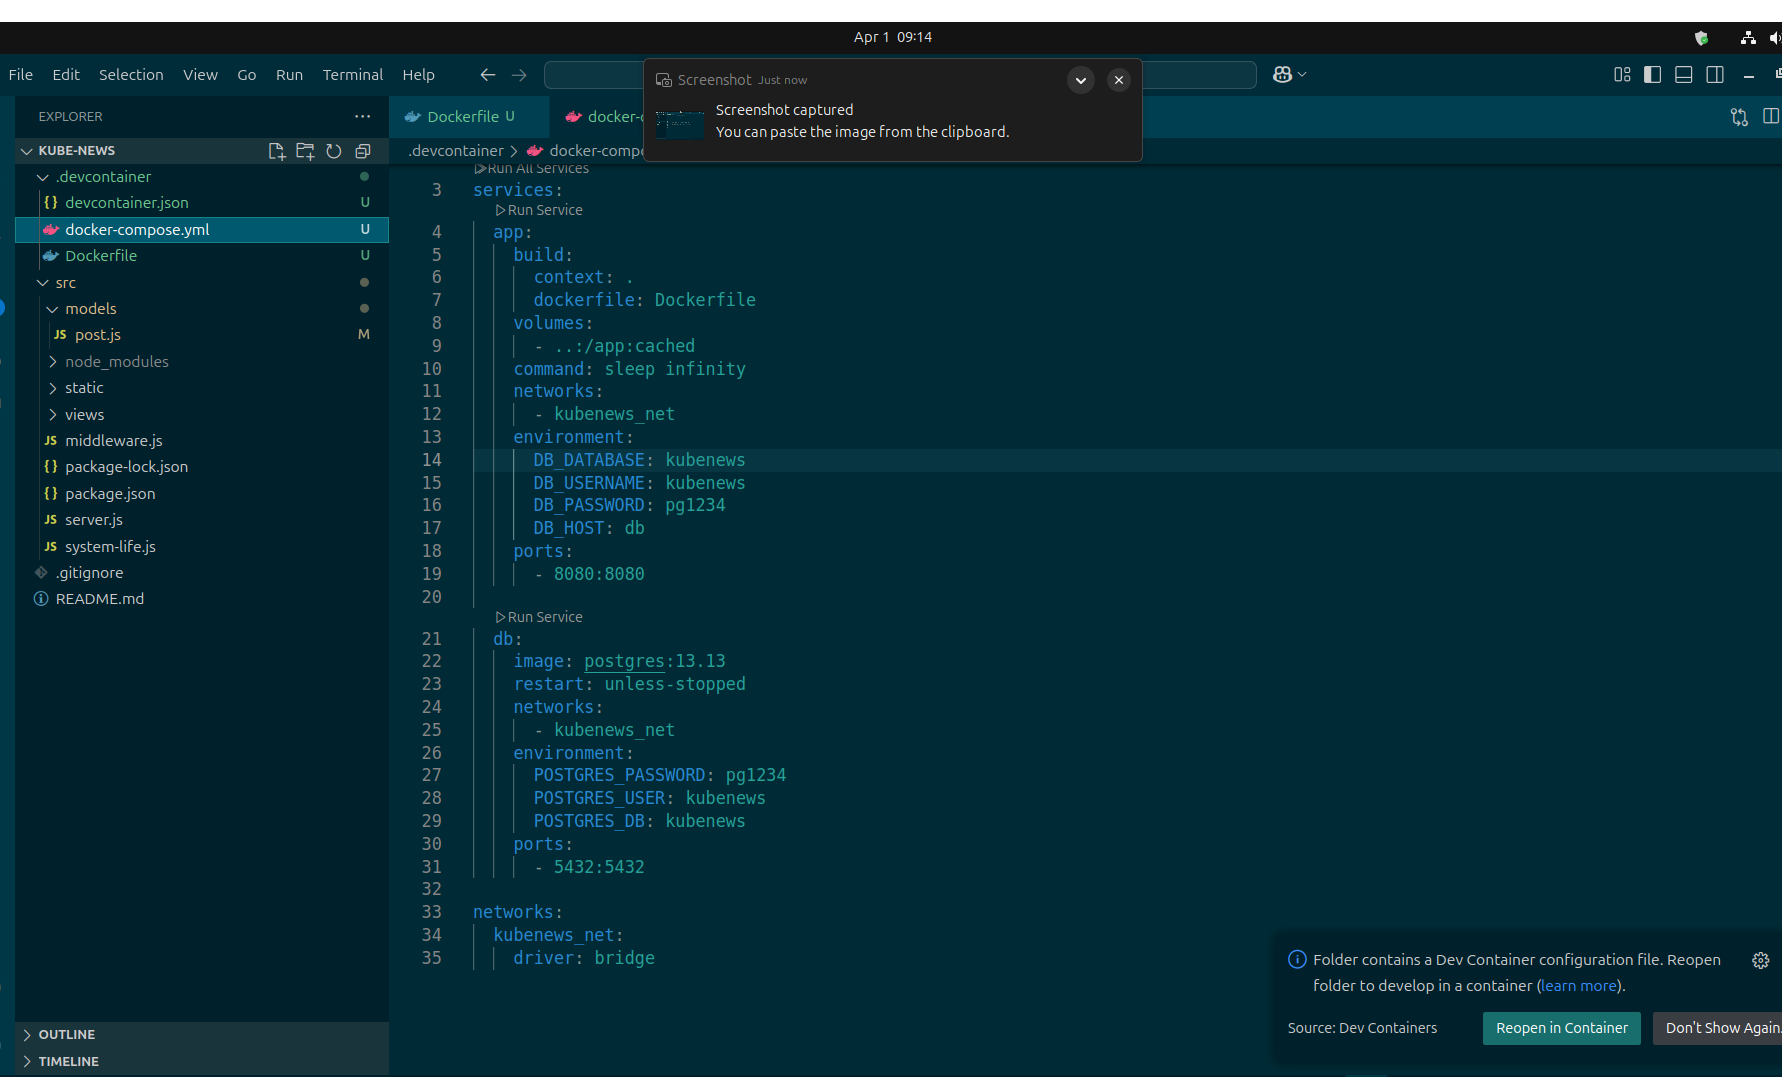 Apr 1 09:14
File Edit Selection View Go Run Terminal Help
Screenshot Just now
Screenshot captured
You can paste the image from the clipboard.
EXPLORER
Dockerfile U
docker-c
KUBE-NEWS
.devcontainer
devcontainer.json U
docker-compose.yml U
Dockerfile U
src
models
JS post.js M
node_modules
static
views
JS middleware.js
{} package-lock.json
{} package.json
JS server.js
JS system-life.js
.gitignore
README.md
OUTLINE
TIMELINE
.devcontainer > docker-compo
Run All Services
3 services:
Run Service
4 app:
5 build:
6 context: .
7 dockerfile: Dockerfile
8 volumes:
9 - ..:/app:cached
10 command: sleep infinity
11 networks:
12 - kubenews_net
13 environment:
14 DB_DATABASE: kubenews
15 DB_USERNAME: kubenews
16 DB_PASSWORD: pg1234
17 DB_HOST: db
18 ports:
19 - 8080:8080
20
Run Service
21 db:
22 image: postgres:13.13
23 restart: unless-stopped
24 networks:
25 - kubenews_net
26 environment:
27 POSTGRES_PASSWORD: pg1234
28 POSTGRES_USER: kubenews
29 POSTGRES_DB: kubenews
30 ports:
31 - 5432:5432
32
33 networks:
34 kubenews_net:
35 driver: bridge
Folder contains a Dev Container configuration file. Reopen
folder to develop in a container (learn more).
Source: Dev Containers
Reopen in Container
Don't Show Again.